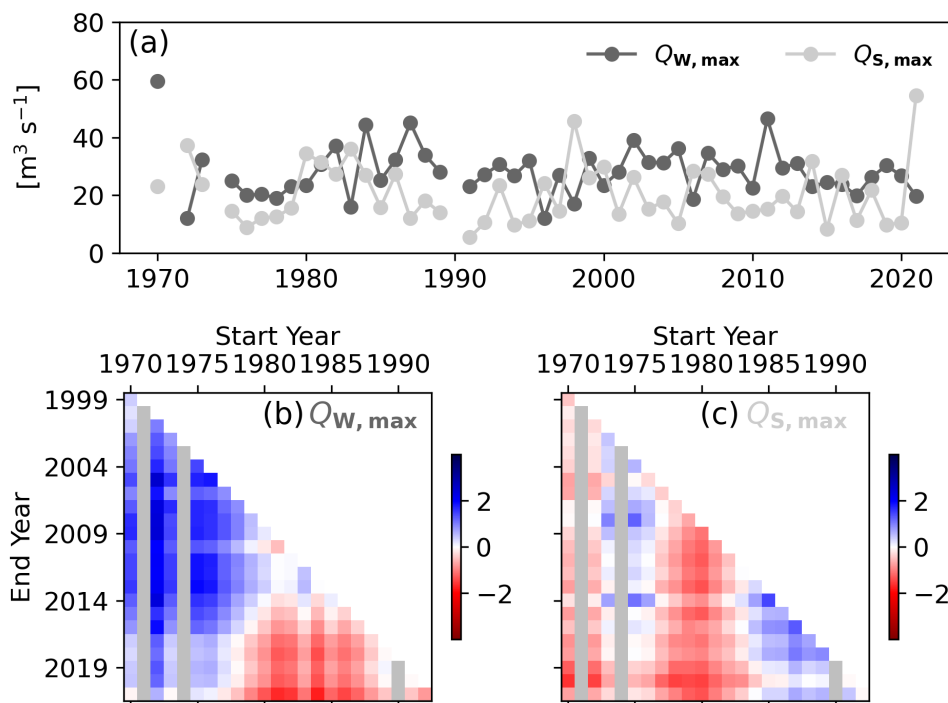 80
60
40
20
0
[m³ s⁻¹]
(a)
Q_W, max
Q_S, max
1970 1980 1990 2000 2010 2020
Start Year
1970 1975 1980 1985 1990
End Year
1999
2004
2009
2014
2019
(b) Q_W, max
2
0
−2
Start Year
1970 1975 1980 1985 1990
(c) Q_S, max
2
0
−2